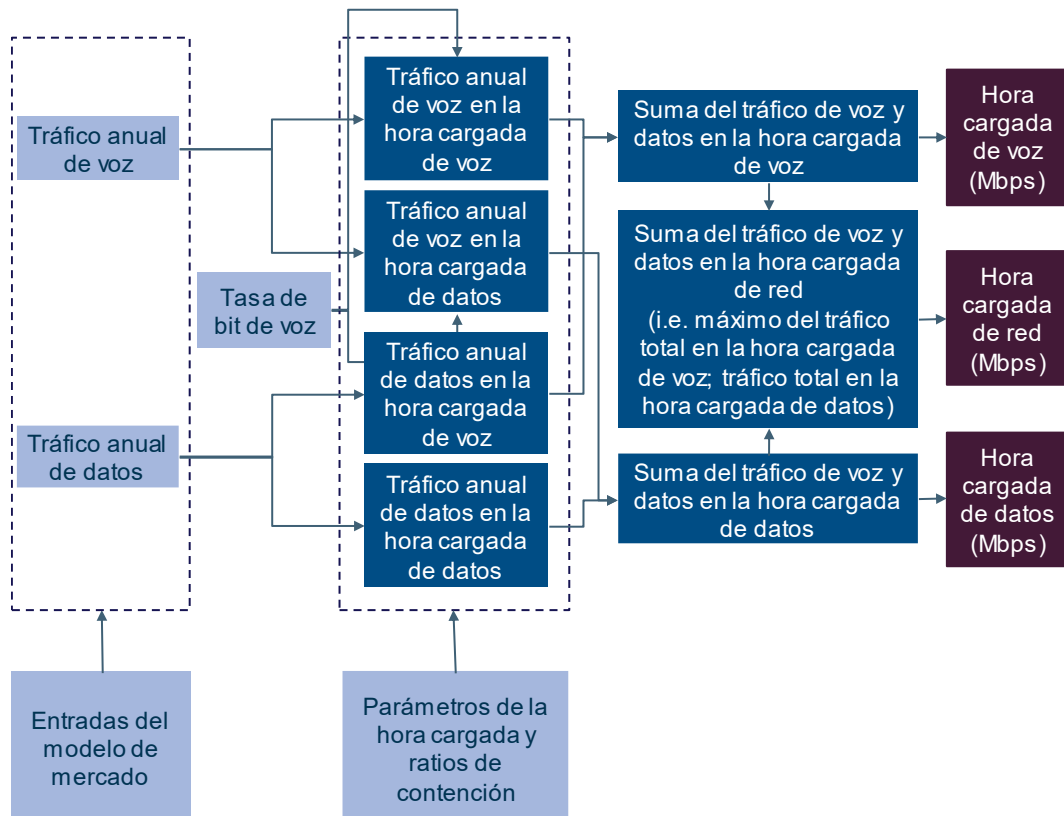 Tráfico anual
de voz
Tráfico anual
de datos
Entradas del
modelo de
mercado
Tasa de
bit de voz
Tráfico anual
de voz en la
hora cargada
de voz
Tráfico anual
de voz en la
hora cargada
de datos
Tráfico anual
de datos en la
hora cargada
de voz
Tráfico anual
de datos en la
hora cargada
de datos
Parámetros de la
hora cargada y
ratios de
contención
Suma del tráfico de voz y
datos en la hora cargada
de voz
Suma del tráfico de voz y
datos en la hora cargada
de red
(i.e. máximo del tráfico
total en la hora cargada
de voz; tráfico total en la
hora cargada de datos)
Suma del tráfico de voz y
datos en la hora cargada
de datos
Hora
cargada
de voz
(Mbps)
Hora
cargada
de red
(Mbps)
Hora
cargada
de datos
(Mbps)